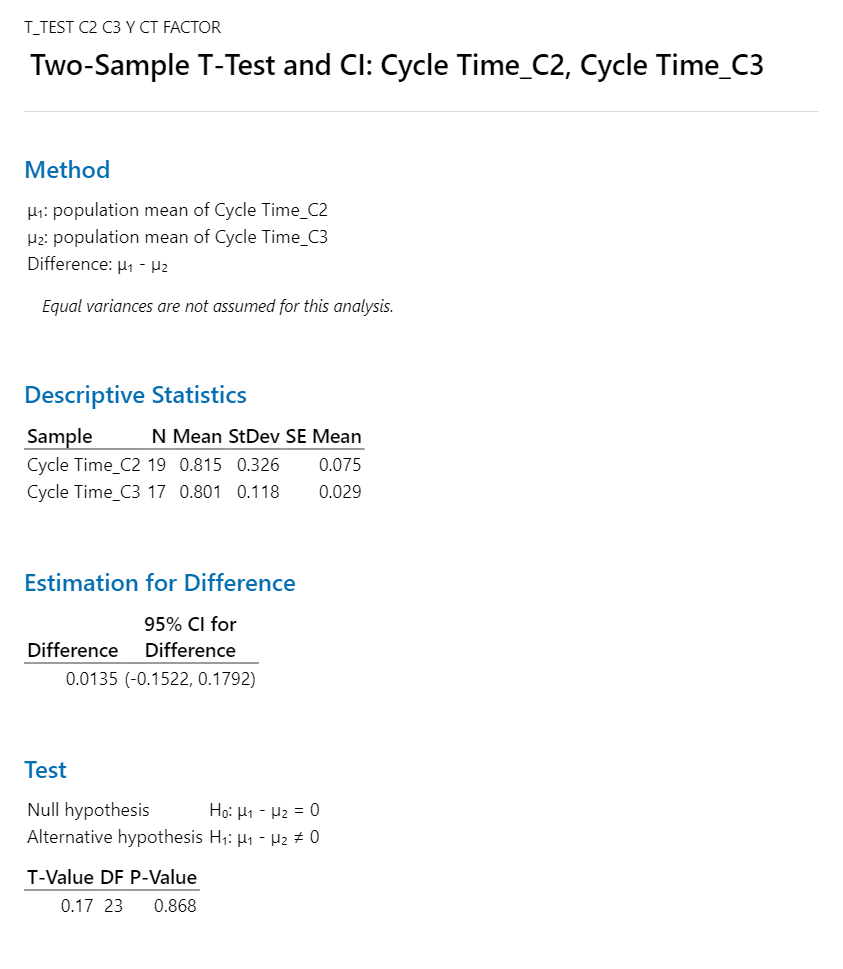 T_TEST C2 C3 Y CT FACTOR
Two-Sample T-Test and CI: Cycle Time_C2, Cycle Time_C3
Method
μ₁: population mean of Cycle Time_C2
µ₂: population mean of Cycle Time_C3
Difference: μ₁ - µ₂
Equal variances are not assumed for this analysis.
Descriptive Statistics
Sample N Mean StDev SE Mean
Cycle Time_C2 19 0.815 0.326 0.075
Cycle Time_C3 17 0.801 0.118 0.029
Estimation for Difference
95% CI for
Difference Difference
0.0135 (-0.1522, 0.1792)
Test
Null hypothesis H₀: μ₁ - µ₂ = 0
Alternative hypothesis H₁: μ₁ - µ₂ ≠ 0
T-Value DF P-Value
0.17 23 0.868